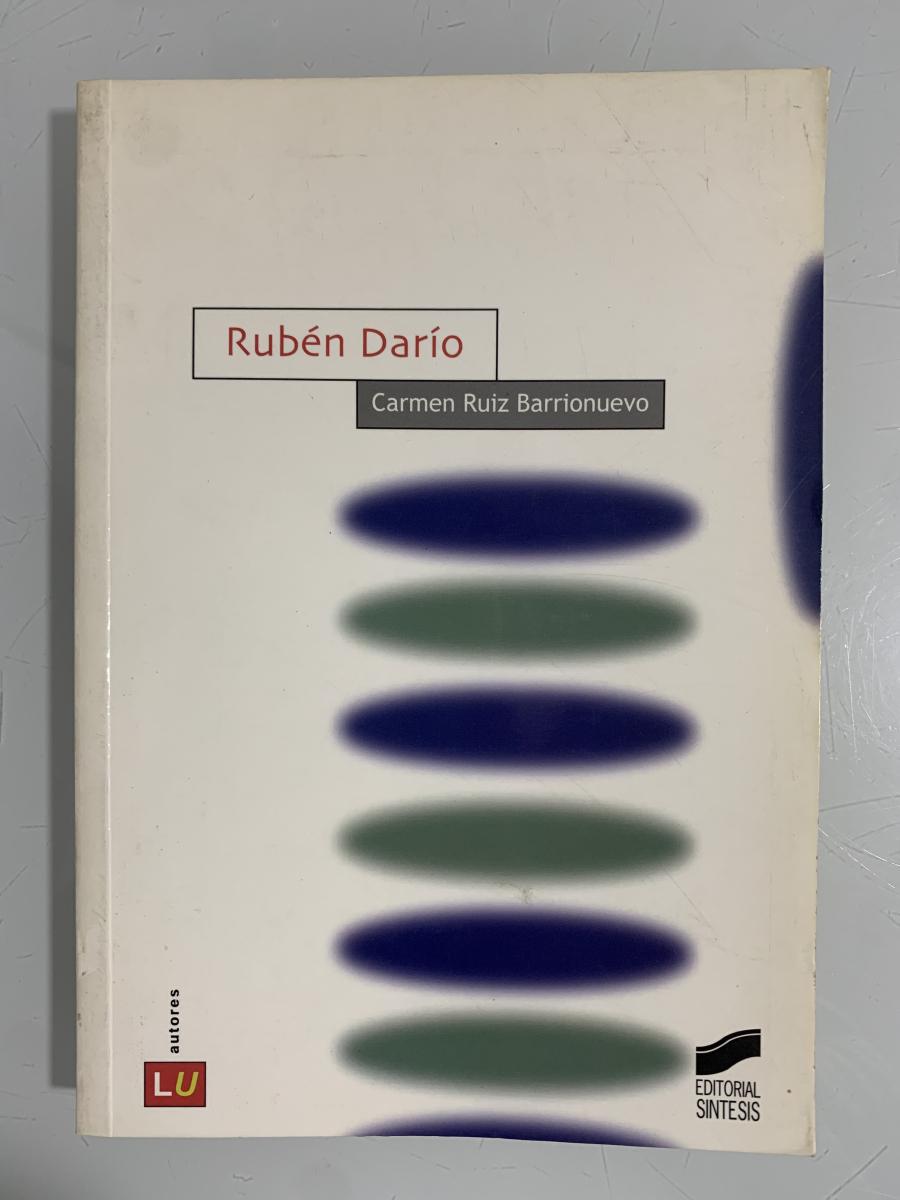 Rubén Darío
Carmen Ruiz Barrionuevo
autores
LU
EDITORIAL
SINTESIS